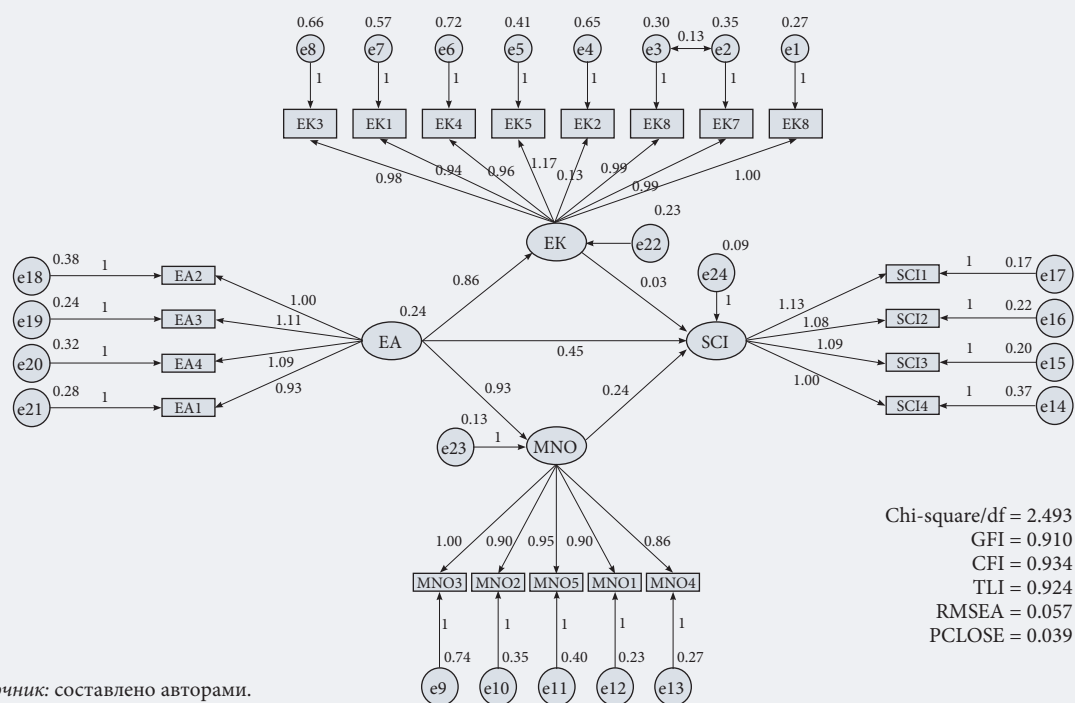 0.66 0.57 0.72 0.41 0.65 0.30 0.35 0.27
e8 e7 e6 e5 e4 e3 0.13 e2 e1
1 1 1 1 1 1 1 1
EK3 EK1 EK4 EK5 EK2 EK8 EK7 EK8
0.98 0.94 0.96 1.17 0.13 0.99 0.99 1.00
0.23
EK e22
0.09
e24
1
0.86 0.03
e18 0.38 1 EA2
e19 0.24 1 EA3
e20 0.32 1 EA4
e21 0.28 1 EA1
1.00
1.11
1.09
0.93
0.24
EA 0.45 SCI
0.93 0.24
1.13
1.08
1.09
1.00
SCI1 1 0.17 e17
SCI2 1 0.22 e16
SCI3 1 0.20 e15
SCI4 1 0.37 e14
0.13
e23 1 MNO
1.00 0.90 0.95 0.90 0.86
MNO3 MNO2 MNO5 MNO1 MNO4
1 1 1 1 1
0.74 0.35 0.40 0.23 0.27
e9 e10 e11 e12 e13
Chi-square/df = 2.493
GFI = 0.910
CFI = 0.934
TLI = 0.924
RMSEA = 0.057
PCLOSE = 0.039
очник: составлено авторами.